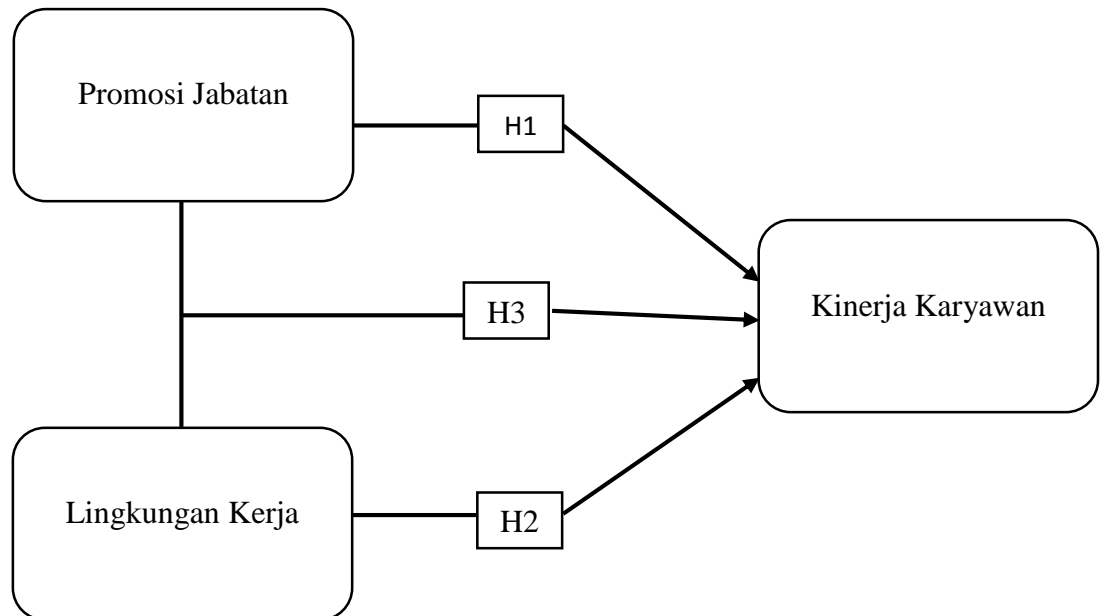 Promosi Jabatan
H1
H3
Kinerja Karyawan
Lingkungan Kerja
H2